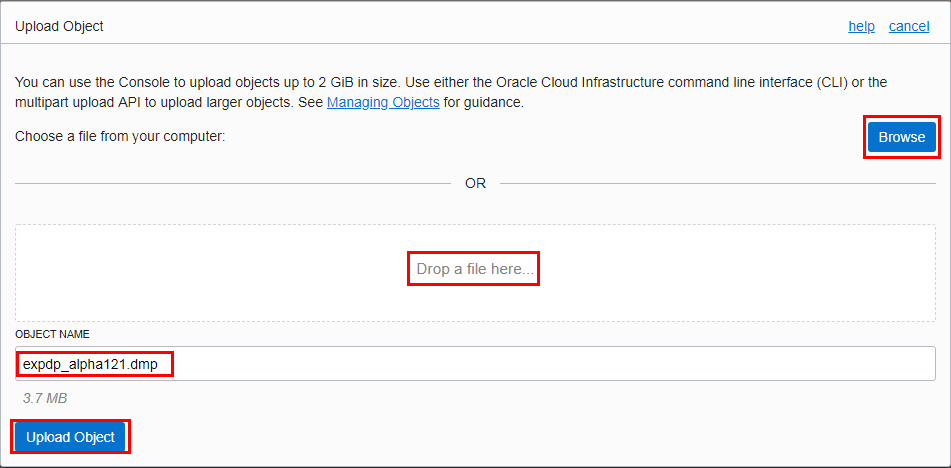 Upload Object
help cancel
You can use the Console to upload objects up to 2 GiB in size. Use either the Oracle Cloud Infrastructure command line interface (CLI) or the
multipart upload API to upload larger objects. See Managing Objects for guidance.
Choose a file from your computer:
Browse
OR
Drop a file here...
OBJECT NAME
expdp_alpha121.dmp
3.7 MB
Upload Object